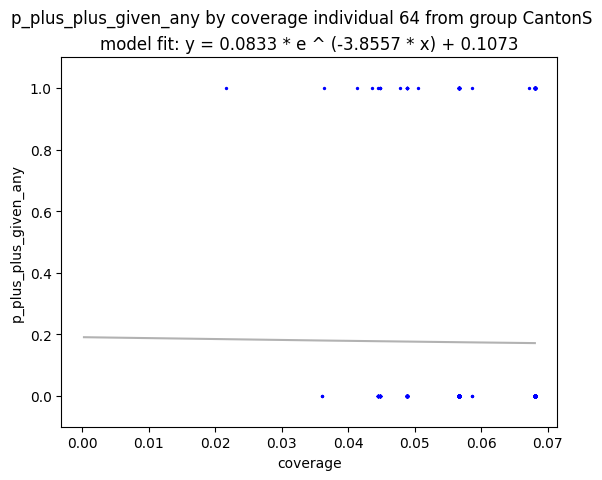 p_plus_plus_given_any by coverage individual 64 from group CantonS
model fit: y = 0.0833 * e ^ (-3.8557 * x) + 0.1073
1.0
0.8
0.6
0.4
0.2
0.0
p_plus_plus_given_any
0.00 0.01 0.02 0.03 0.04 0.05 0.06 0.07
coverage